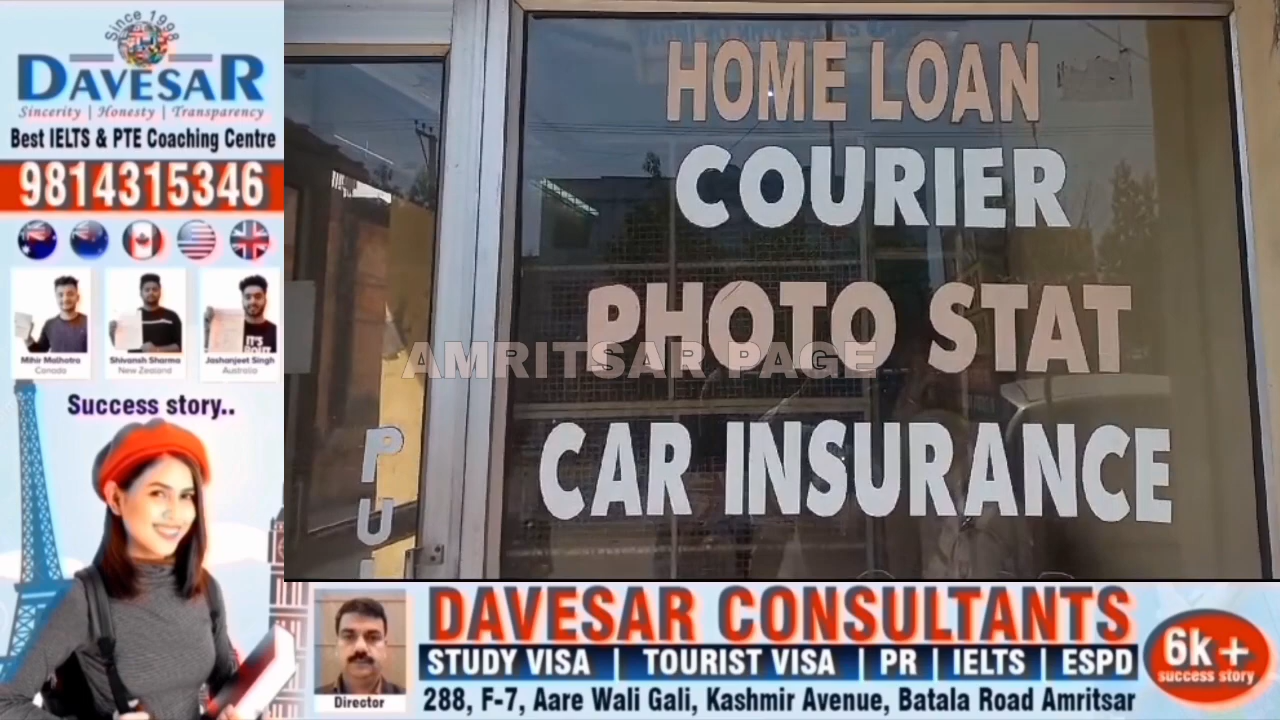 Since 1998
DAVESAR
Sincerity | Honesty | Transparency
Best IELTS & PTE Coaching Centre
9814315346
Mihir Malhotra
Canada
Shivansh Sharma
New Zealand
Jashanjeet Singh
Australia
Success story..
HOME LOAN
COURIER
PHOTO STAT
AMRITSAR PAGE
CAR INSURANCE
P
U
DAVESAR CONSULTANTS
STUDY VISA | TOURIST VISA | PR | IELTS | ESPD
288, F-7, Aare Wali Gali, Kashmir Avenue, Batala Road Amritsar
Director
6k+
success story